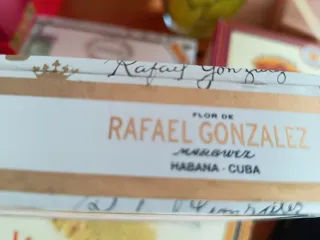 Rafael Gonzalez
FLOR DE
RAFAEL GONZALEZ
MARQUEZ
HABANA - CUBA